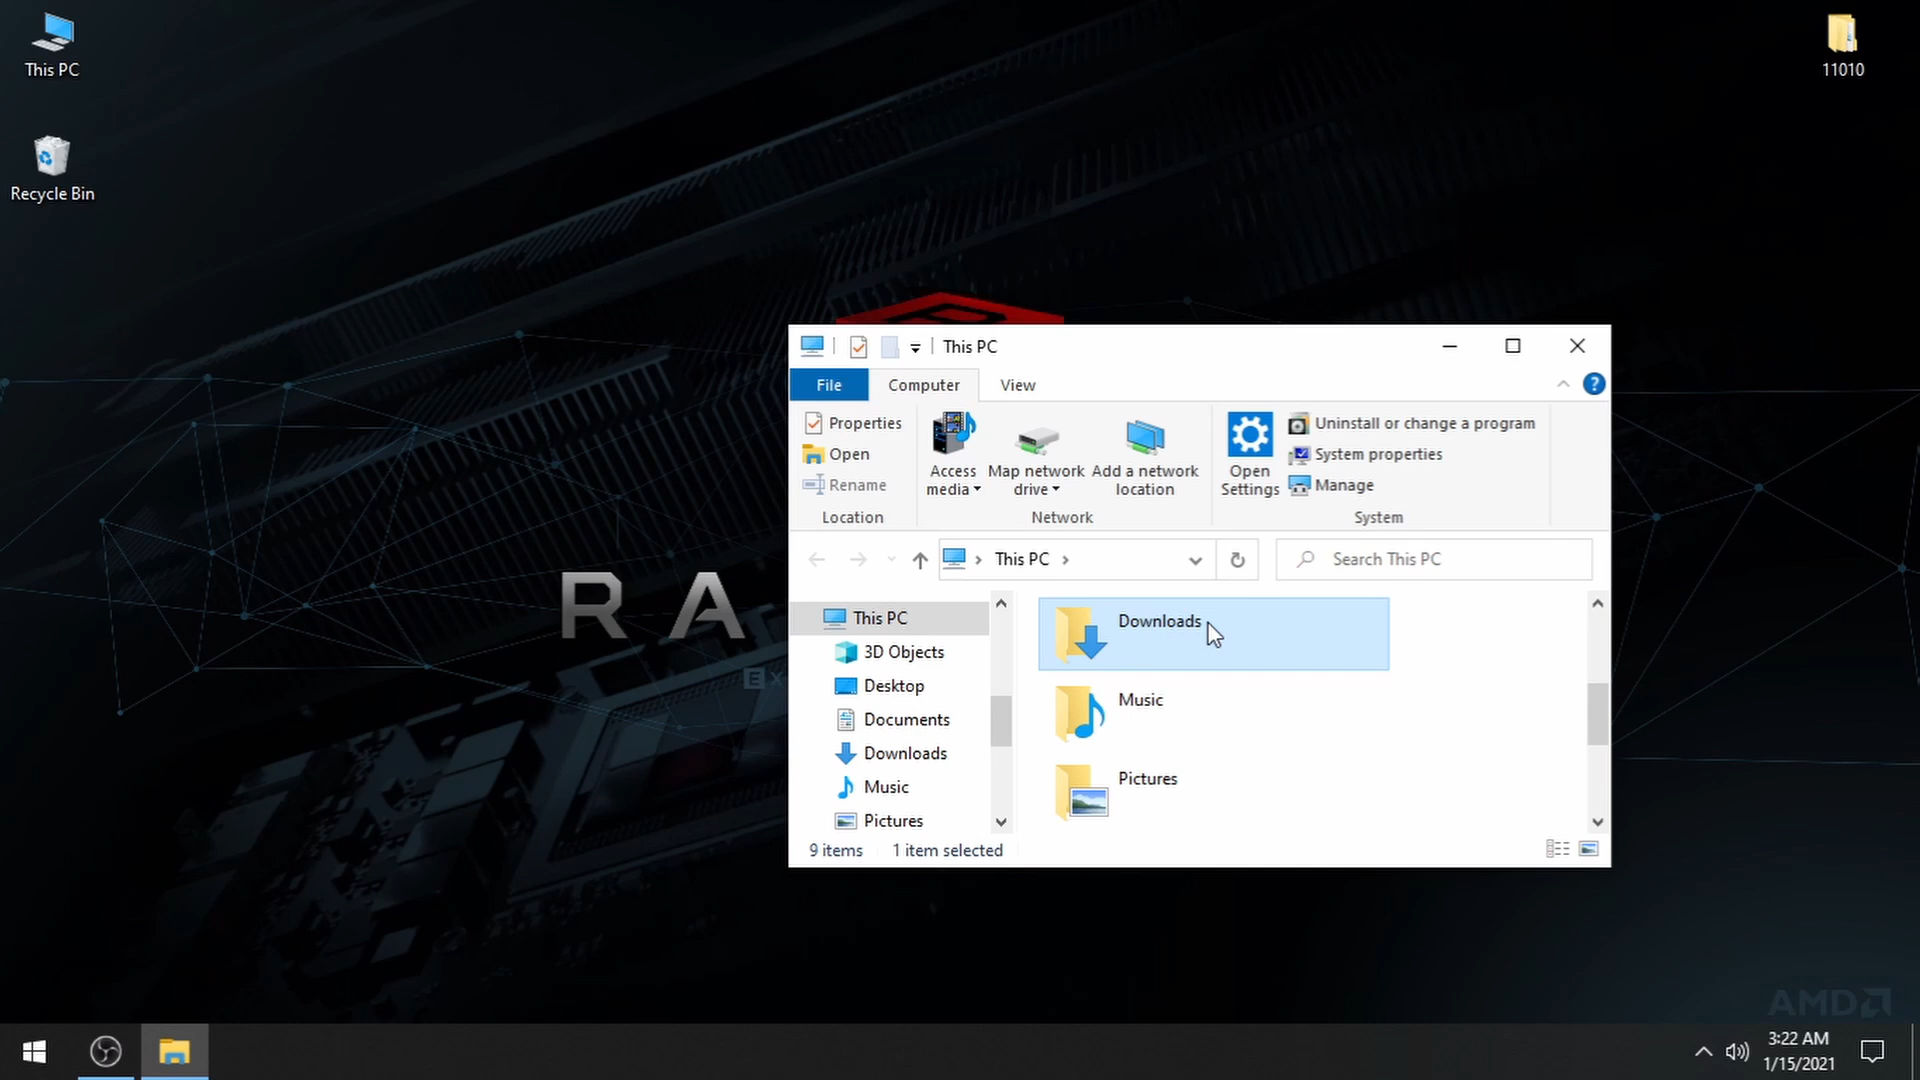 This PC
11010
Recycle Bin
This PC
File
Computer
View
Properties
Open
Rename
Location
Access
media
Map network
drive
Add a network
location
Network
Open
Settings
Uninstall or change a program
System properties
Manage
System
This PC
Search This PC
This PC
3D Objects
Desktop
Documents
Downloads
Music
Pictures
Downloads
Music
Pictures
9 items
1 item selected
R A
E
AMD
3:22 AM
1/15/2021